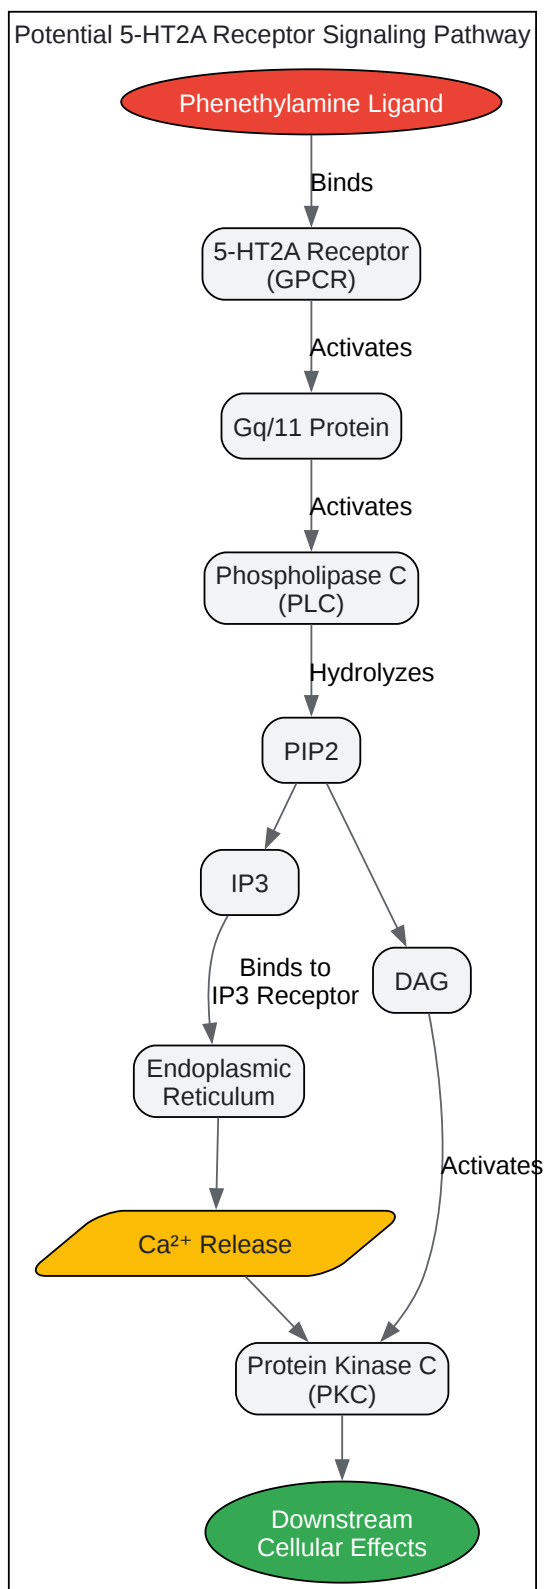 Potential 5-HT2A Receptor Signaling Pathway
Phenethylamine Ligand
Binds
5-HT2A Receptor
(GPCR)
Activates
Gq/11 Protein
Activates
Phospholipase C
(PLC)
Hydrolyzes
PIP2
IP3
Binds to
IP3 Receptor
DAG
Endoplasmic
Reticulum
Activates
Ca²⁺ Release
Protein Kinase C
(PKC)
Downstream
Cellular Effects